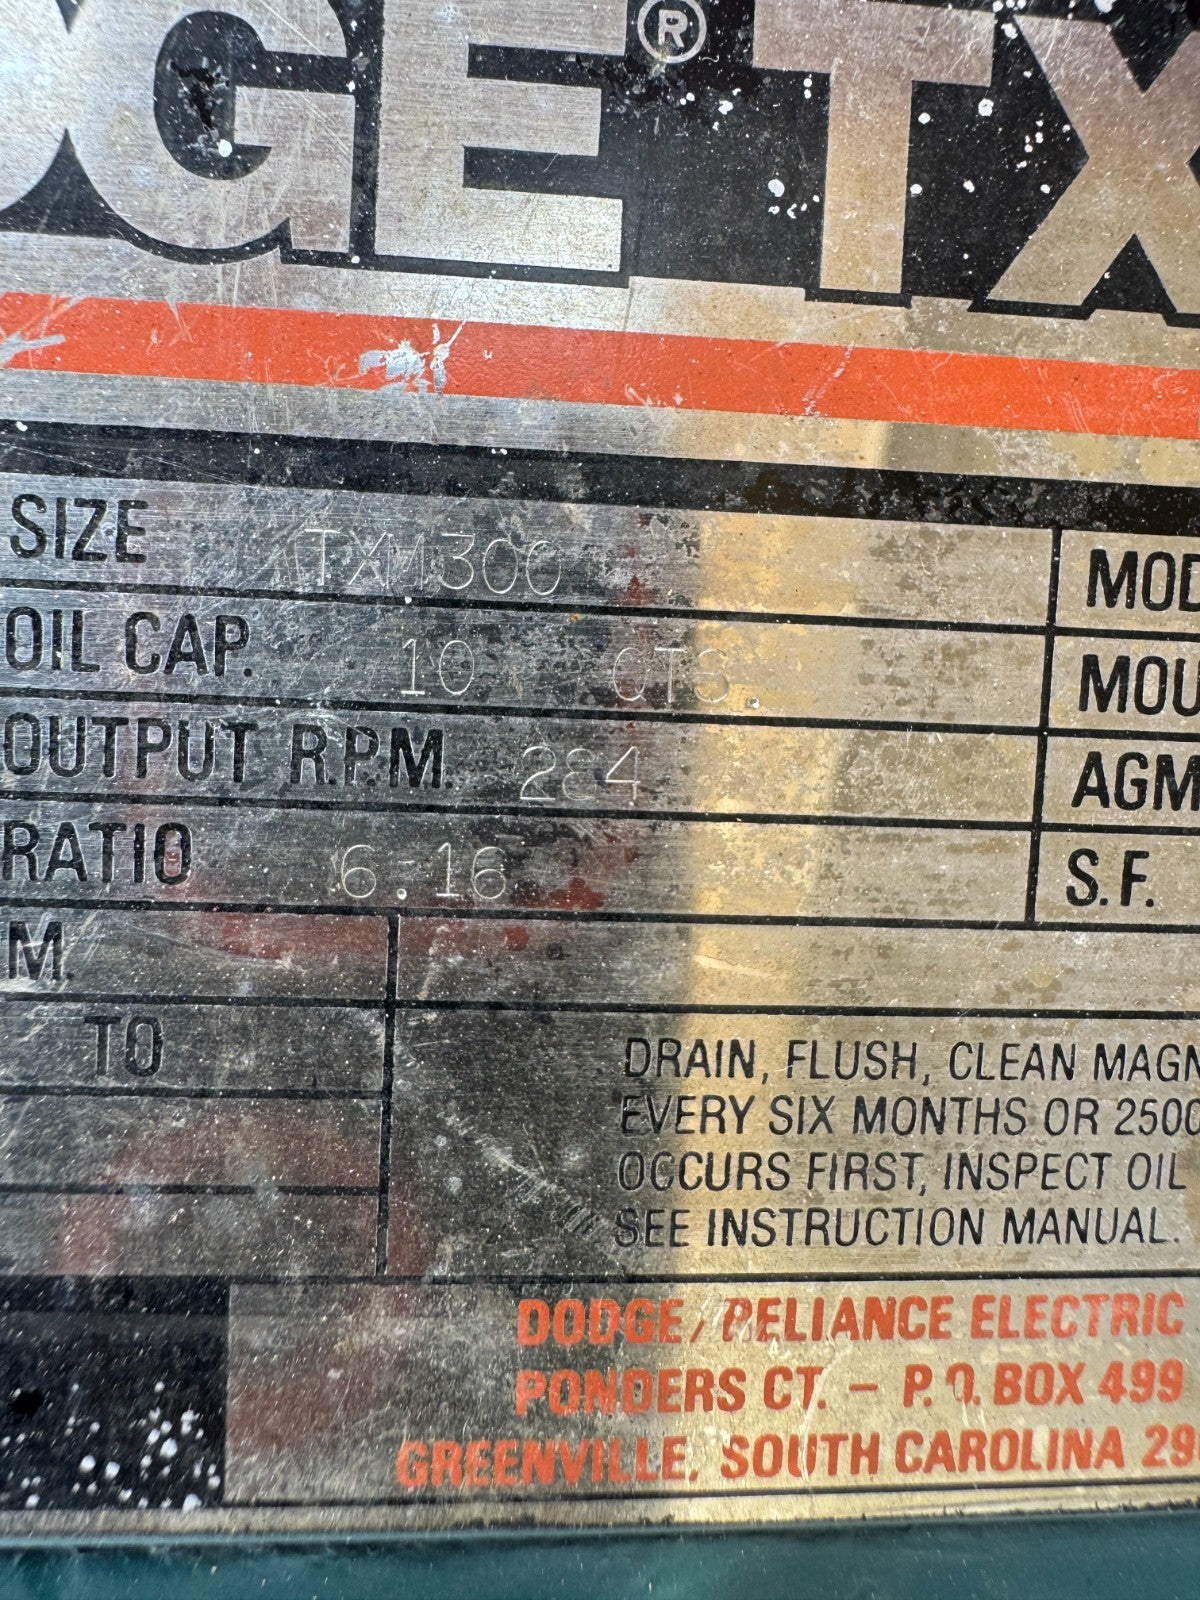 DGE® TX
SIZE TXM300 MOD
OIL CAP. 10 QTS. MOU
OUTPUT R.P.M. 284 AGM
RATIO 6.16 S.F.
M.
TO
DRAIN, FLUSH, CLEAN MAGN
EVERY SIX MONTHS OR 2500
OCCURS FIRST, INSPECT OIL
SEE INSTRUCTION MANUAL.
DODGE/RELIANCE ELECTRIC
PONDERS CT. – P.O. BOX 499
GREENVILLE, SOUTH CAROLINA 29